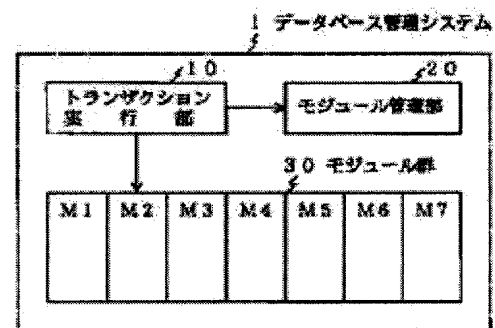 1 データベース管理システム
10
20
トランザクション
実行部
モジュール管理部
30 モジュール群
M1 M2 M3 M4 M5 M6 M7